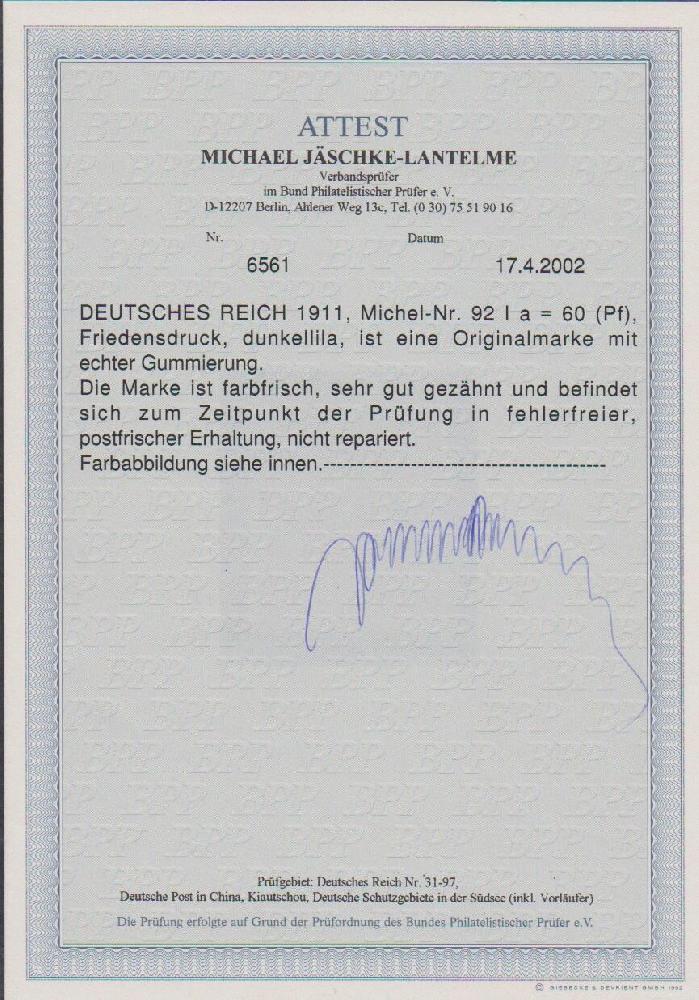 ATTEST
MICHAEL JÄSCHKE-LANTELME
Verbandsprüfer
im Bund Philatelistischer Prüfer e. V.
D-12207 Berlin, Ahlener Weg 13c, Tel. (0 30) 75 51 90 16
Nr. Datum
6561 17.4.2002
DEUTSCHES REICH 1911, Michel-Nr. 92 I a = 60 (Pf),
Friedensdruck, dunkellila, ist eine Originalmarke mit
echter Gummierung.
Die Marke ist farbfrisch, sehr gut gezähnt und befindet
sich zum Zeitpunkt der Prüfung in fehlerfreier,
postfrischer Erhaltung, nicht repariert.
Farbabbildung siehe innen.------------------------------------------
Prüfgebiet: Deutsches Reich Nr. 31-97,
Deutsche Post in China, Kiautschou, Deutsche Schutzgebiete in der Südsee (inkl. Vorläufer)
Die Prüfung erfolgte auf Grund der Prüfordnung des Bundes Philatelistischer Prüfer e.V.
© GIESECKE & DEVRIENT GMBH 1992